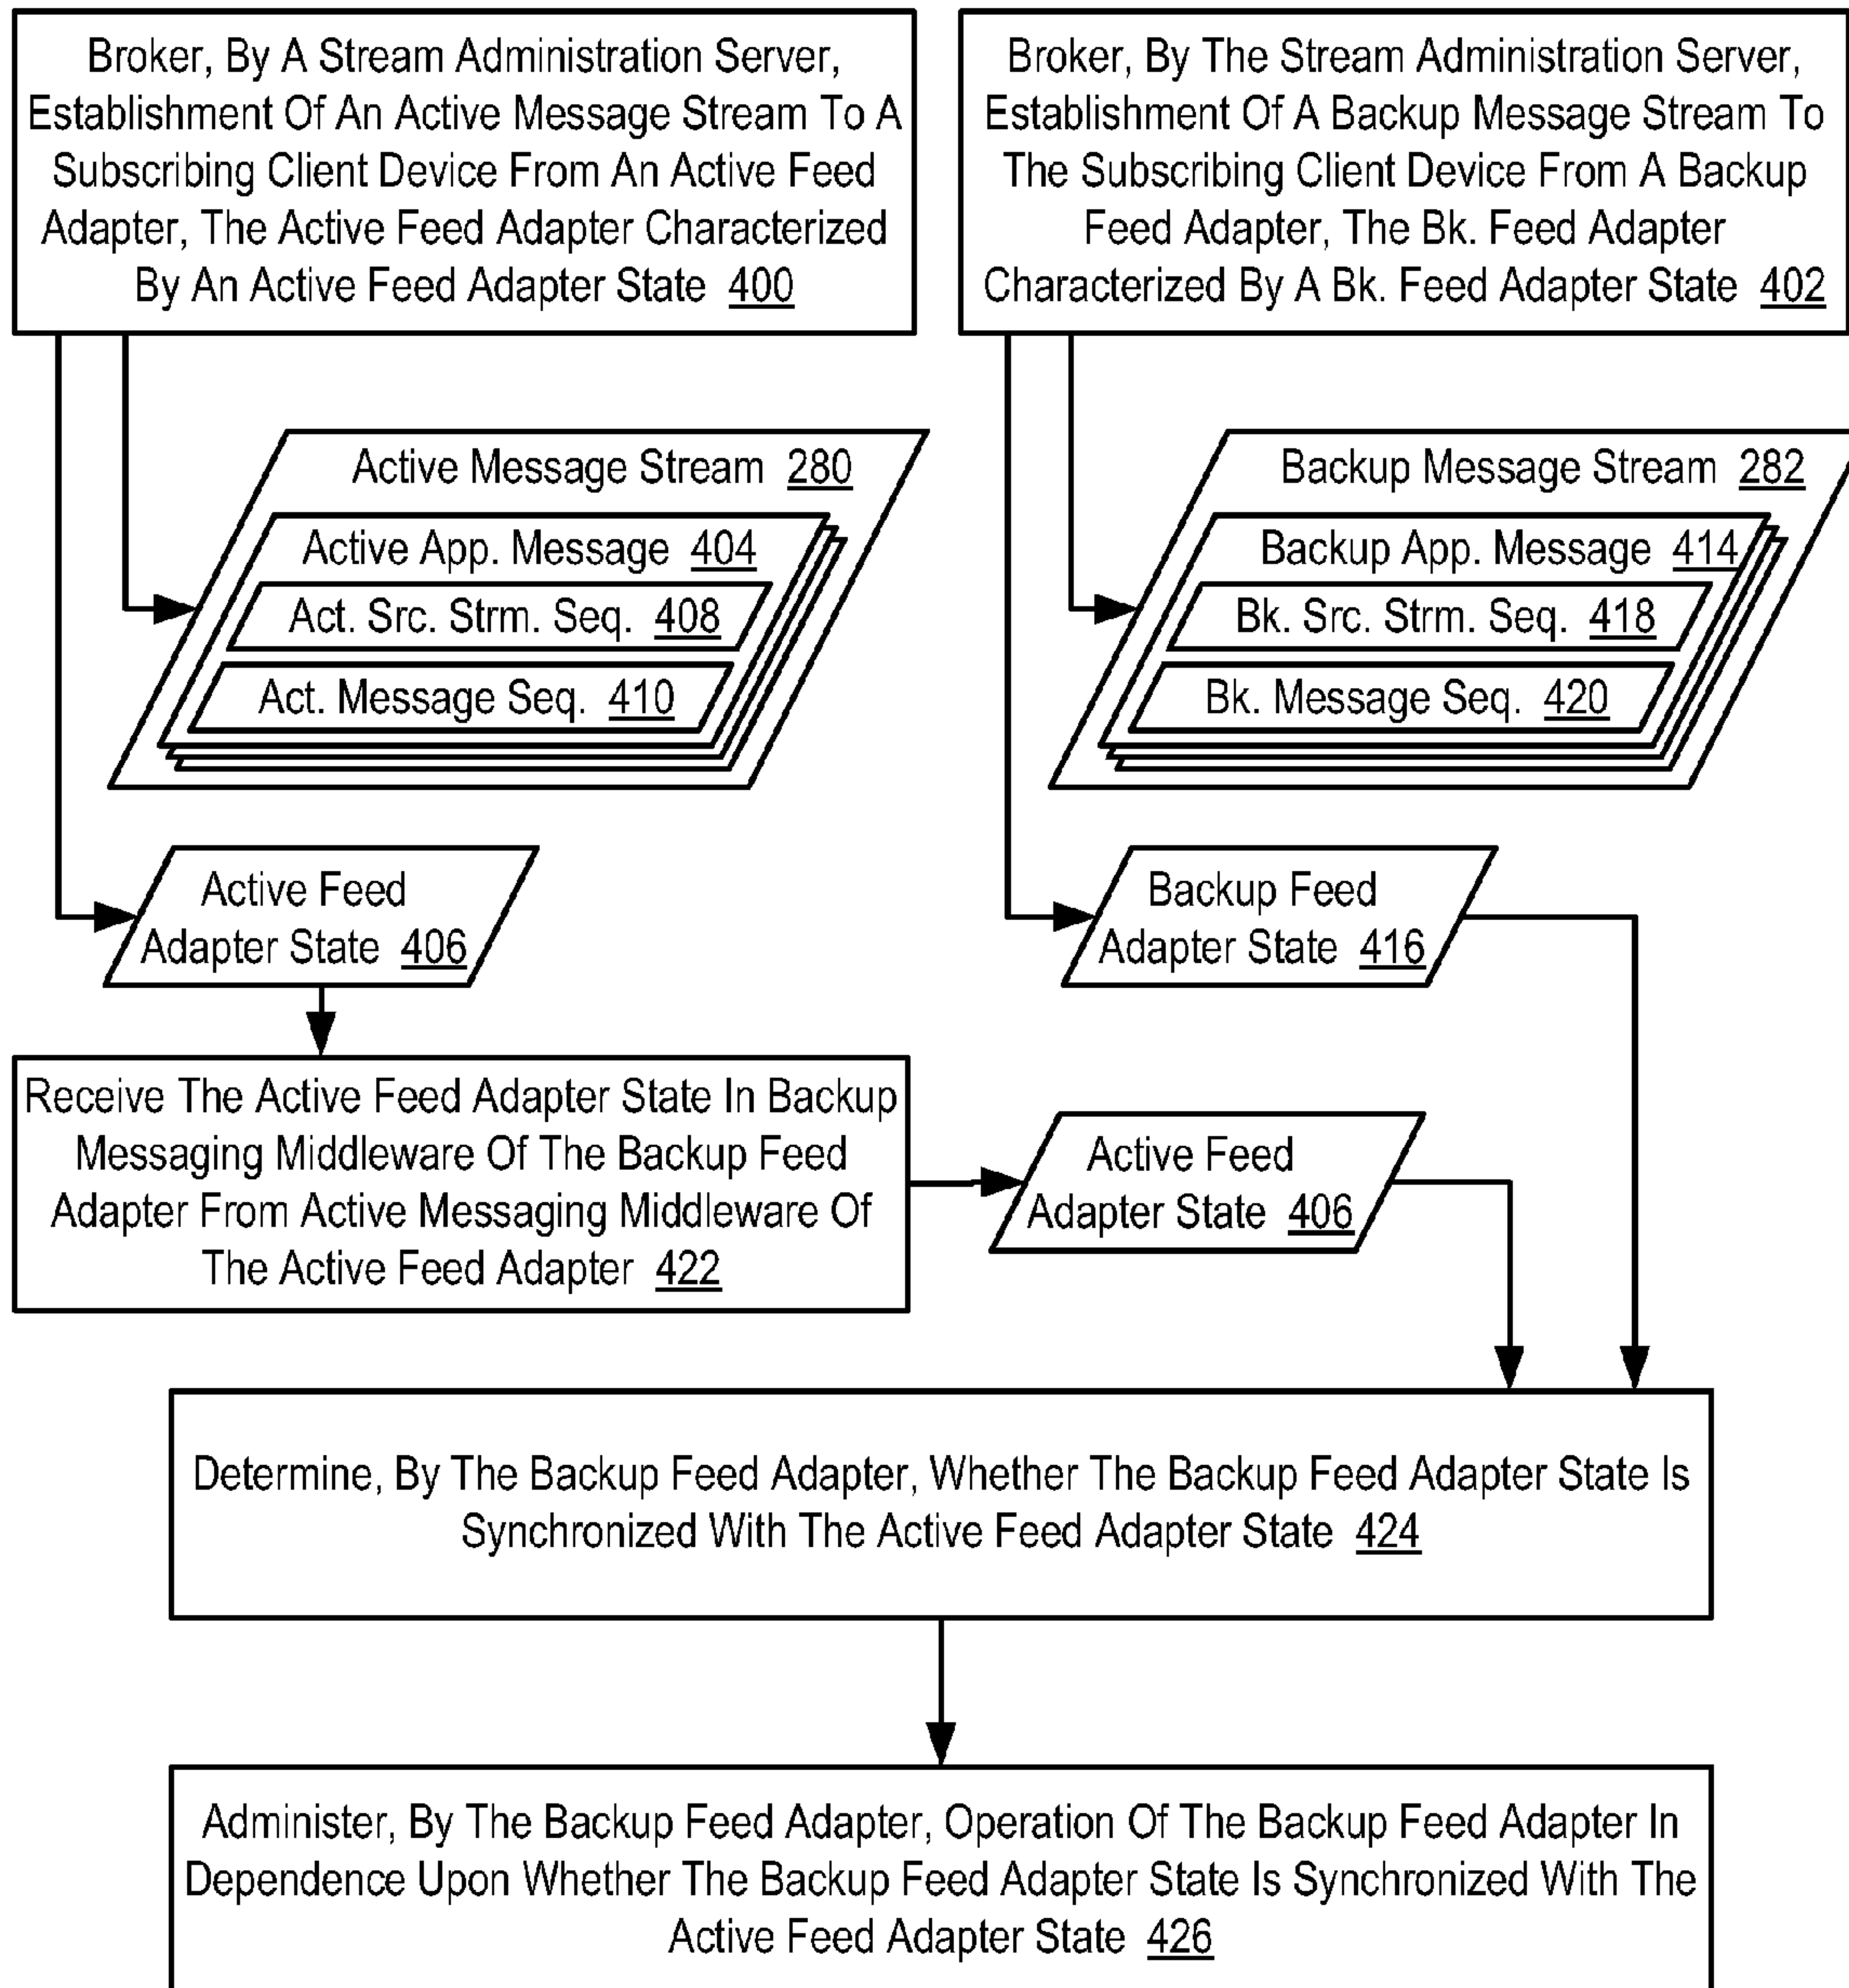 Broker, By A Stream Administration Server,
Establishment Of An Active Message Stream To A
Subscribing Client Device From An Active Feed
Adapter, The Active Feed Adapter Characterized
By An Active Feed Adapter State 400
Broker, By The Stream Administration Server,
Establishment Of A Backup Message Stream To
The Subscribing Client Device From A Backup
Feed Adapter, The Bk. Feed Adapter
Characterized By A Bk. Feed Adapter State 402
Active Message Stream 280
Active App. Message 404
Act. Src. Strm. Seq. 408
Act. Message Seq. 410
Backup Message Stream 282
Backup App. Message 414
Bk. Src. Strm. Seq. 418
Bk. Message Seq. 420
Active Feed
Adapter State 406
Backup Feed
Adapter State 416
Receive The Active Feed Adapter State In Backup
Messaging Middleware Of The Backup Feed
Adapter From Active Messaging Middleware Of
The Active Feed Adapter 422
Active Feed
Adapter State 406
Determine, By The Backup Feed Adapter, Whether The Backup Feed Adapter State Is
Synchronized With The Active Feed Adapter State 424
Administer, By The Backup Feed Adapter, Operation Of The Backup Feed Adapter In
Dependence Upon Whether The Backup Feed Adapter State Is Synchronized With The
Active Feed Adapter State 426